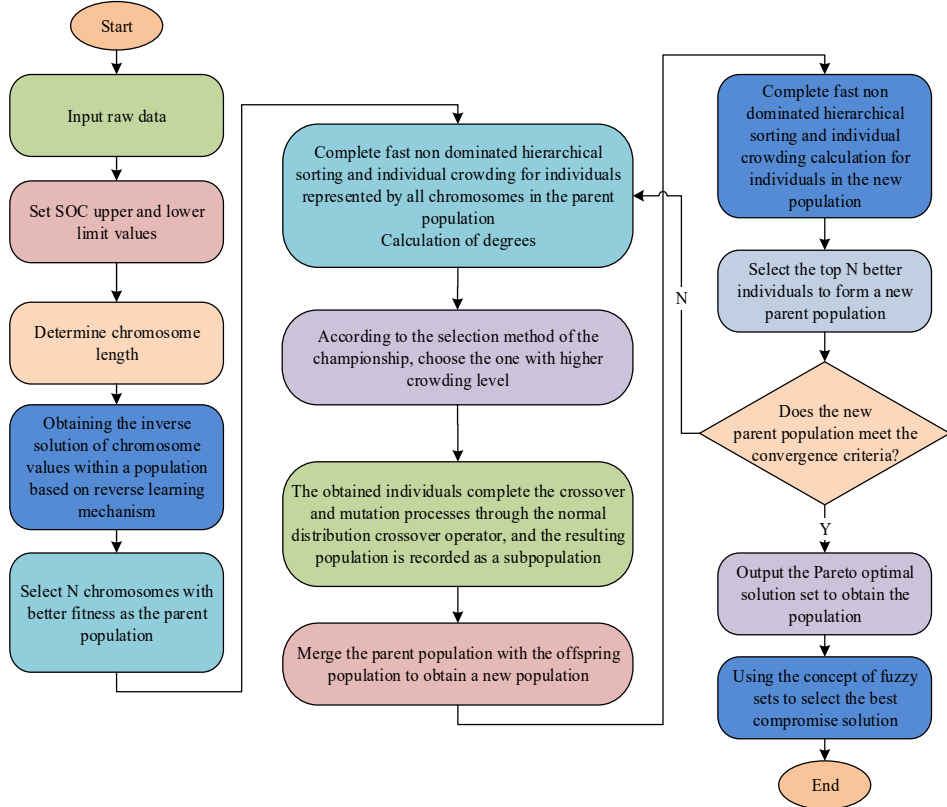 Start
Input raw data
Set SOC upper and lower
limit values
Determine chromosome
length
Obtaining the inverse
solution of chromosome
values within a population
based on reverse learning
mechanism
Select N chromosomes with
better fitness as the parent
population
Complete fast non dominated hierarchical
sorting and individual crowding for individuals
represented by all chromosomes in the parent
population
Calculation of degrees
According to the selection method of the
championship, choose the one with higher
crowding level
The obtained individuals complete the crossover
and mutation processes through the normal
distribution crossover operator, and the resulting
population is recorded as a subpopulation
Merge the parent population with the offspring
population to obtain a new population
Complete fast non
dominated hierarchical
sorting and individual
crowding calculation for
individuals in the new
population
Select the top N better
individuals to form a new
parent population
Does the new
parent population meet the
convergence criteria?
N
Y
Output the Pareto optimal
solution set to obtain the
population
Using the concept of fuzzy
sets to select the best
compromise solution
End